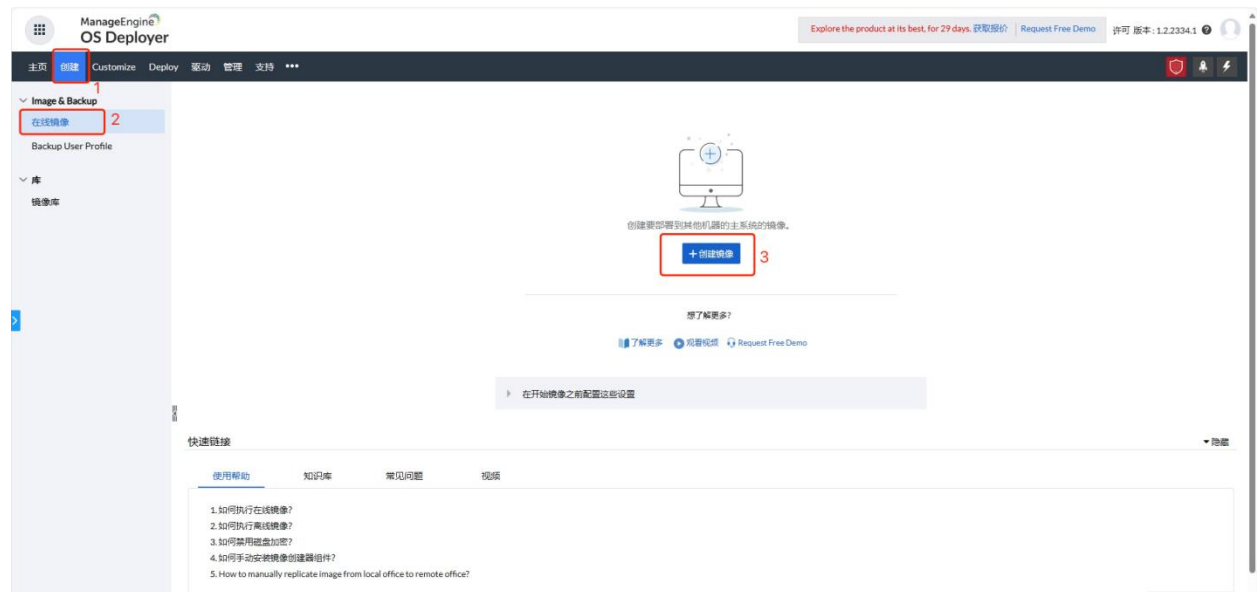 ManageEngine
OS Deployer
Explore the product at its best, for 29 days. 获取报价 | Request Free Demo
许可 版本 : 1.2.2334.1
主页 创建 Customize Deploy 驱动 管理 支持 •••
1
Image & Backup
在线镜像
2
Backup User Profile
库
镜像库
创建要部署到其他机器的主系统的镜像。
+ 创建镜像
3
想了解更多?
了解更多 观看视频 Request Free Demo
在开始镜像之前配置这些设置
快速链接
隐藏
使用帮助 知识库 常见问题 视频
1. 如何执行在线镜像?
2. 如何执行离线镜像?
3. 如何禁用磁盘加密?
4. 如何手动安装镜像创建器组件?
5. How to manually replicate image from local office to remote office?